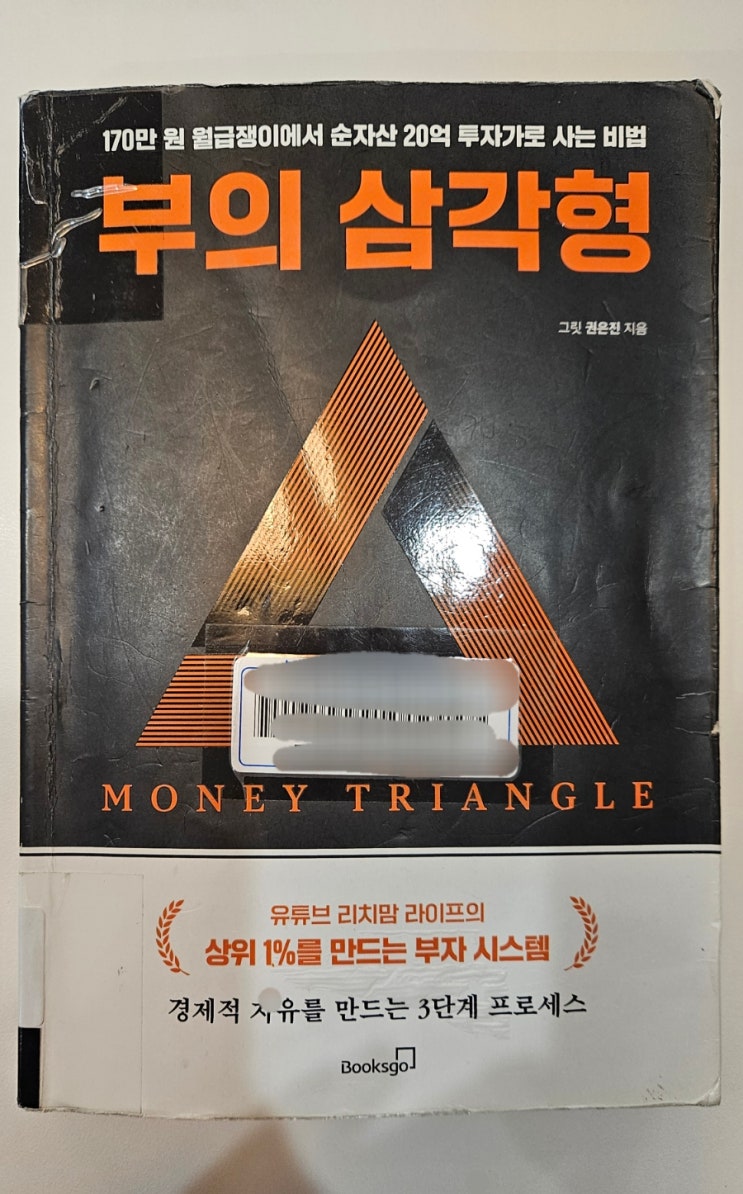 170만 원 월급쟁이에서 순자산 20억 투자가로 사는 비법
부의 삼각형
그릿 권은진 지음
MONEY TRIANGLE
유튜브 리치맘 라이프의
상위 1%를 만드는 부자 시스템
경제적 자유를 만드는 3단계 프로세스
Booksgo